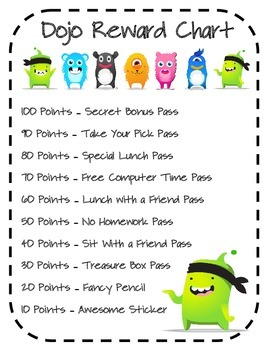 Dojo Reward Chart
100 Points - Secret Bonus Pass
90 Points - Take Your Pick Pass
80 Points - Special Lunch Pass
70 Points - Free Computer Time Pass
60 Points - Lunch With a Friend Pass
50 Points - No Homework Pass
40 Points - Sit With a Friend Pass
30 Points - Treasure Box Pass
20 Points - Fancy Pencil
10 Points - Awesome Sticker